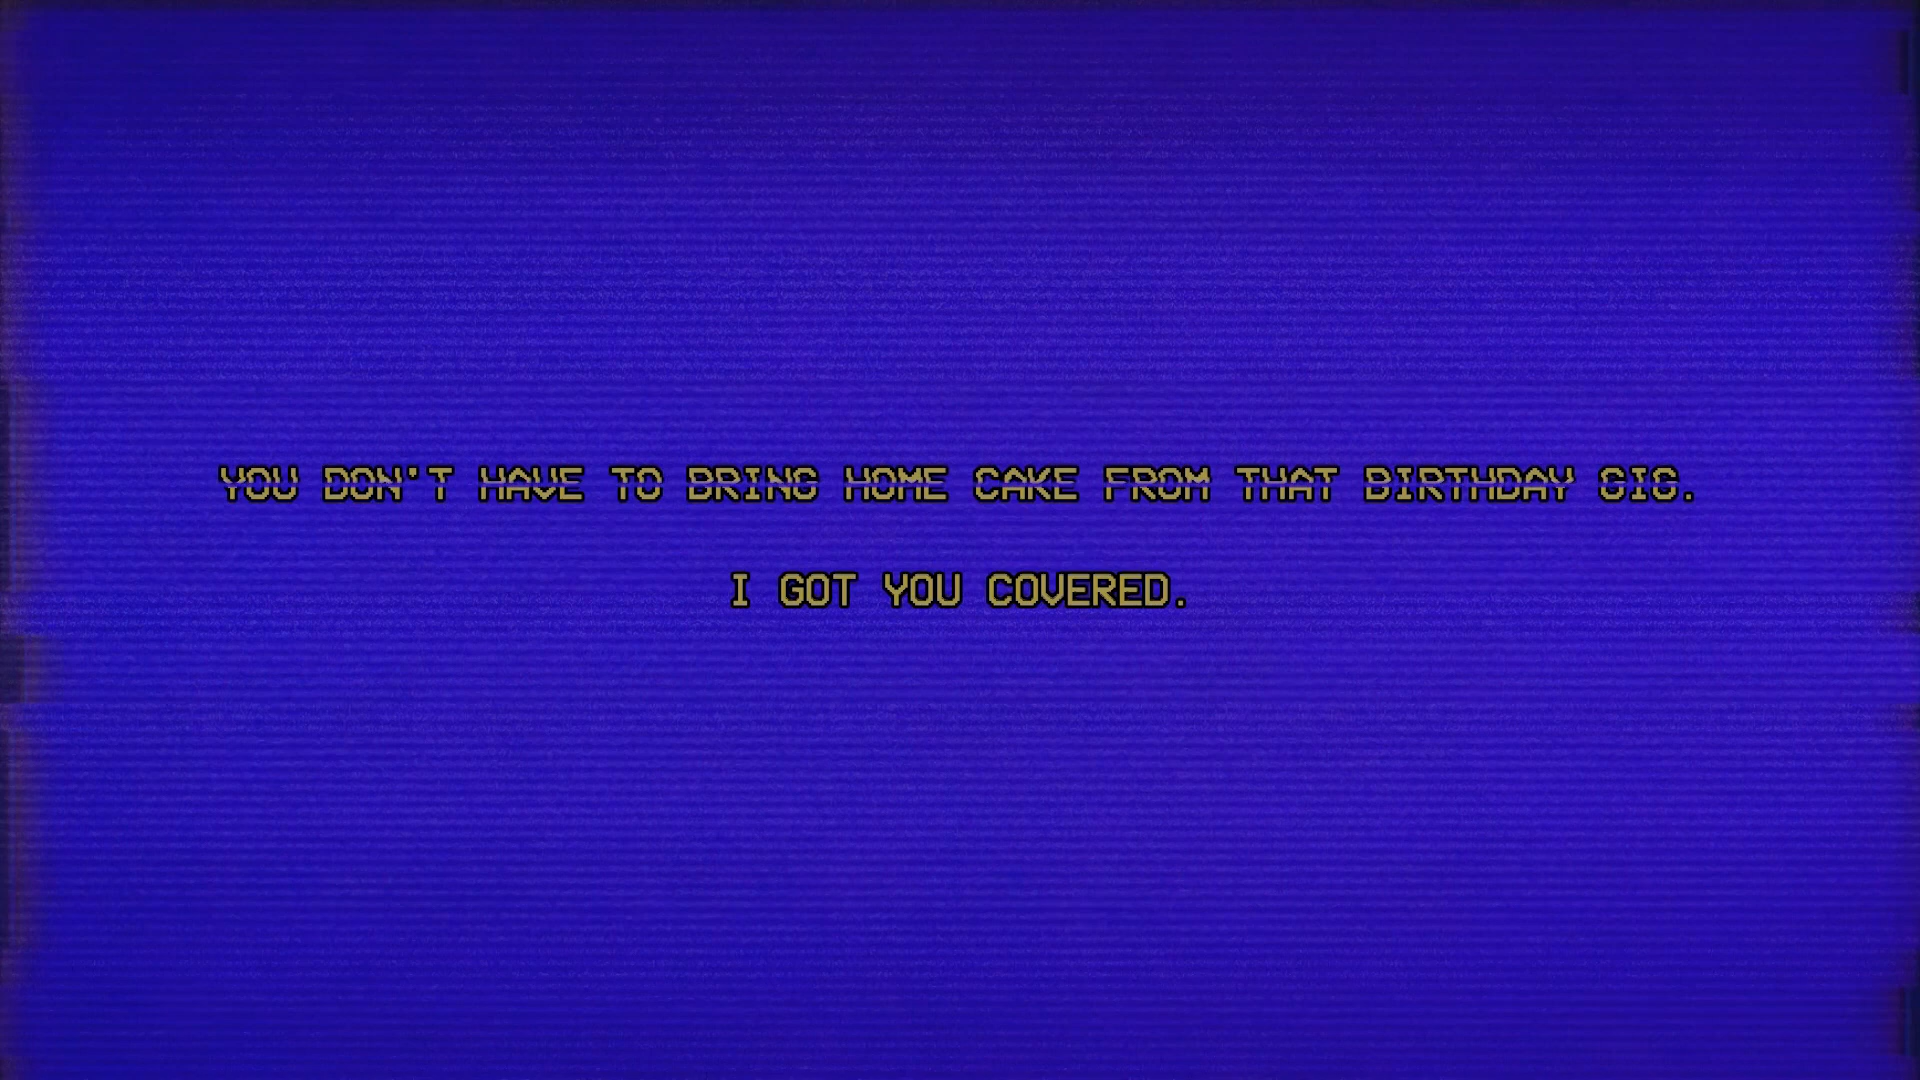 YOU DON'T HAVE TO BRING HOME CAKE FROM THAT BIRTHDAY GIG.
I GOT YOU COVERED.